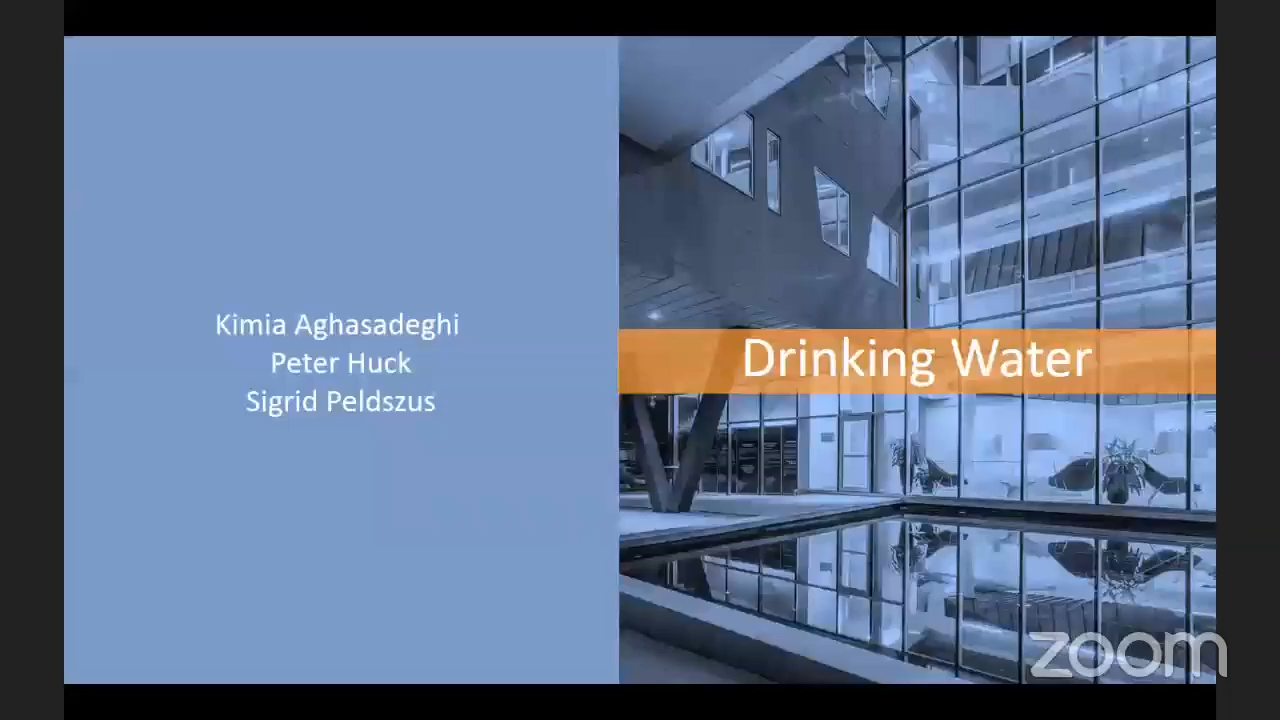 Kimia Aghasadeghi
Peter Huck
Sigrid Peldszus
Drinking Water
zoom